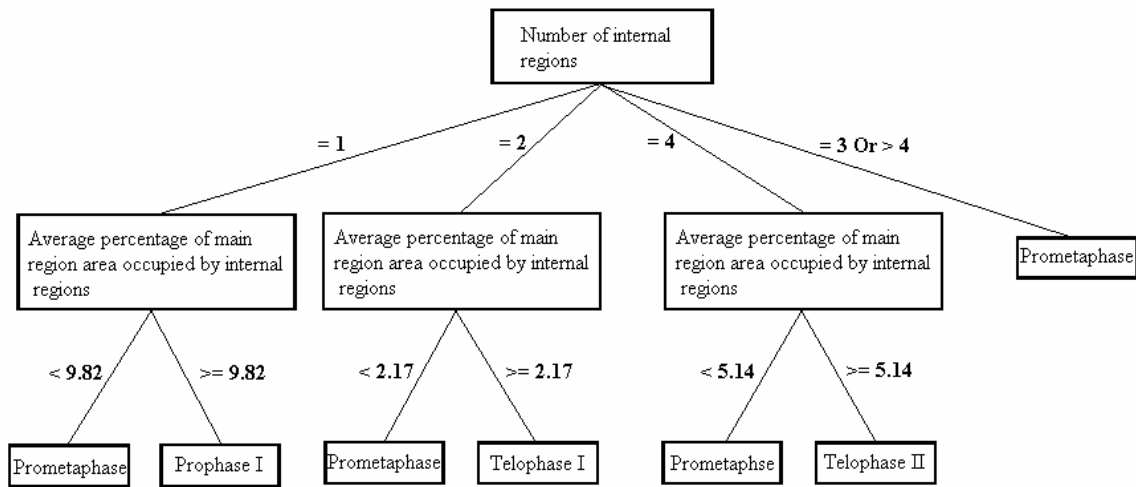 Number of internal
regions
= 1
= 2
= 4
= 3 Or > 4
Average percentage of main
region area occupied by internal
regions
Average percentage of main
region area occupied by internal
regions
Average percentage of main
region area occupied by internal
regions
Prometaphase
< 9.82
>= 9.82
< 2.17
>= 2.17
< 5.14
>= 5.14
Prometaphase
Prophase I
Prometaphase
Telophase I
Prometaphse
Telophase II